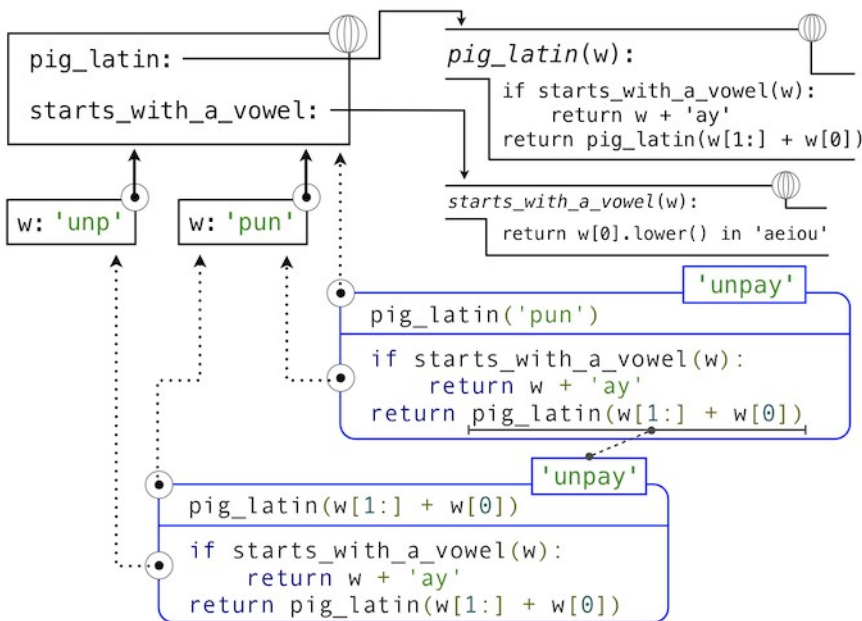 pig_latin:
starts_with_a_vowel:
pig_latin(w):
if starts_with_a_vowel(w):
return w + 'ay'
return pig_latin(w[1:] + w[0])
starts_with_a_vowel(w):
return w[0].lower() in 'aeiou'
w: 'unp'
w: 'pun'
'unpay'
pig_latin('pun')
if starts_with_a_vowel(w):
return w + 'ay'
return pig_latin(w[1:] + w[0])
'unpay'
pig_latin(w[1:] + w[0])
if starts_with_a_vowel(w):
return w + 'ay'
return pig_latin(w[1:] + w[0])